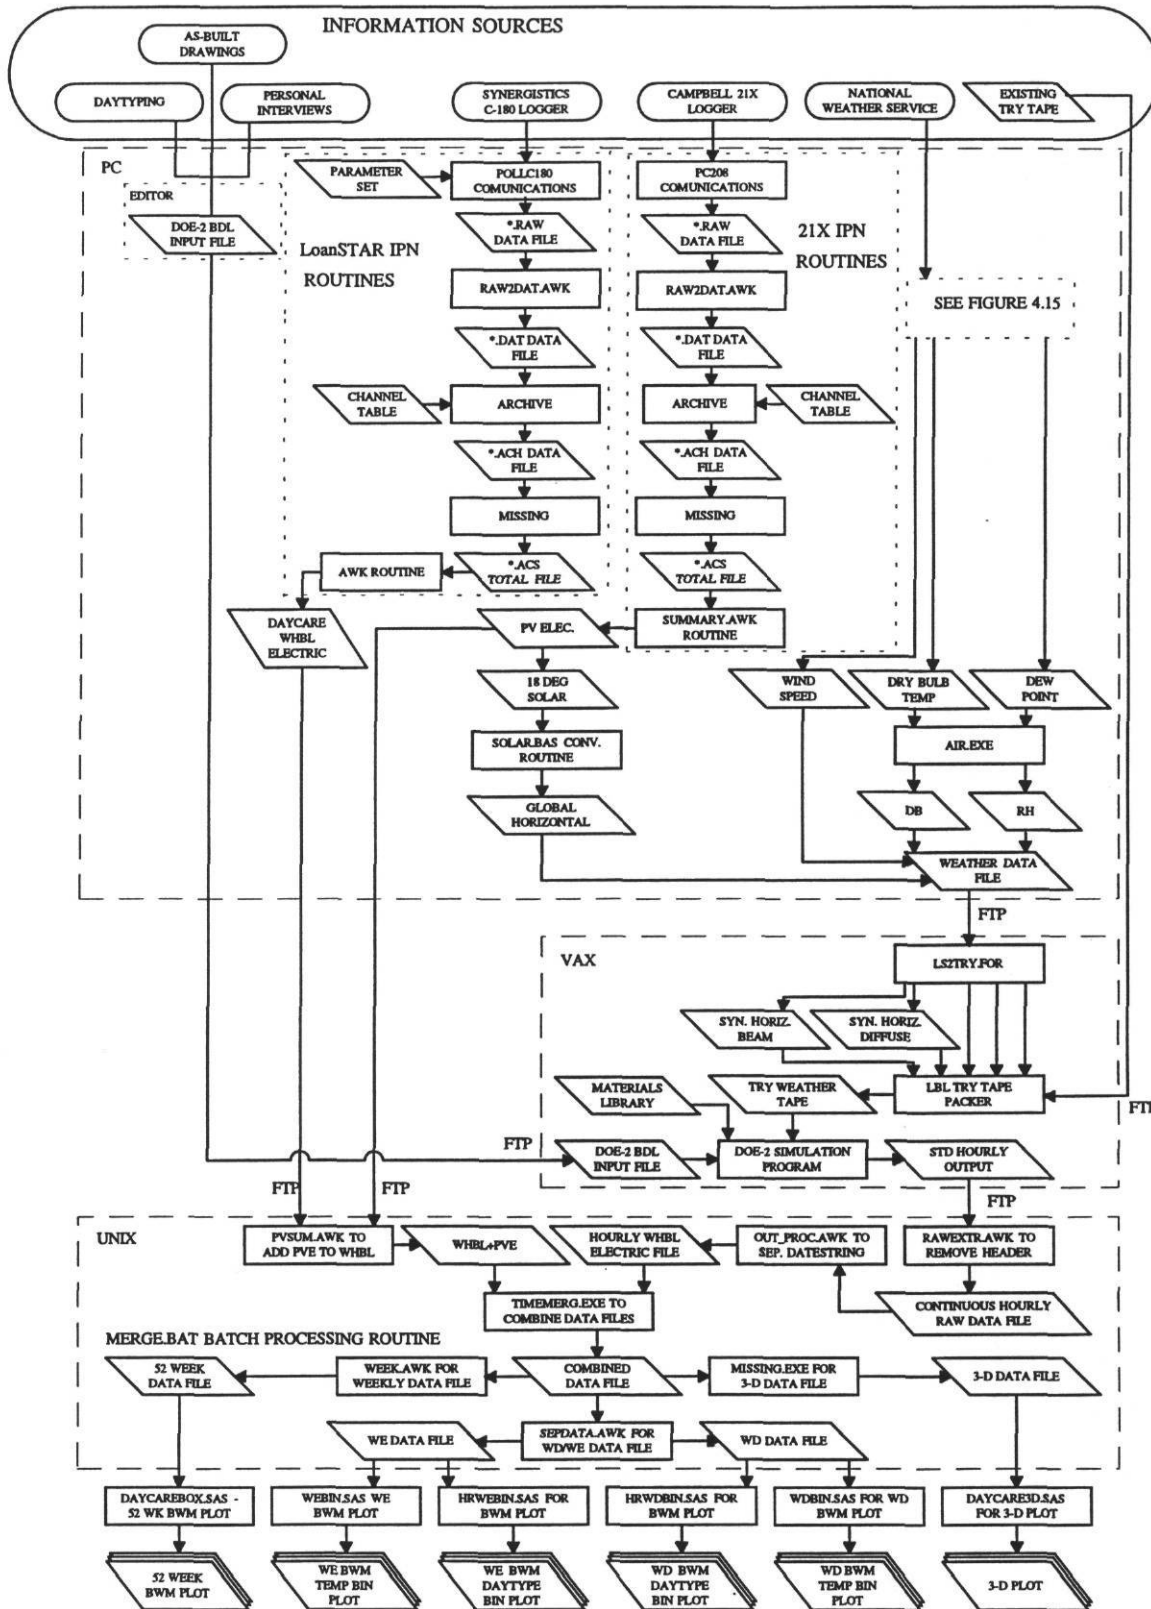 INFORMATION SOURCES
AS-BUILT
DRAWINGS
DAYTYPING
PERSONAL
INTERVIEWS
SYNERGISTICS
C-180 LOGGER
CAMPBELL 21X
LOGGER
NATIONAL
WEATHER SERVICE
EXISTING
TRY TAPE
PC
EDITOR
DOE-2 BDL
INPUT FILE
PARAMETER
SET
POLLC180
COMUNICATIONS
*.RAW
DATA FILE
LoanSTAR IPN
ROUTINES
RAW2DAT.AWK
*.DAT DATA
FILE
CHANNEL
TABLE
ARCHIVE
*.ACH DATA
FILE
MISSING
*.ACS
TOTAL FILE
AWK ROUTINE
DAYCARE
WHBL
ELECTRIC
PC208
COMUNICATIONS
*.RAW
DATA FILE
21X IPN
ROUTINES
RAW2DAT.AWK
*.DAT DATA
FILE
ARCHIVE
CHANNEL
TABLE
*.ACH DATA
FILE
MISSING
*.ACS
TOTAL FILE
SUMMARY.AWK
ROUTINE
PV ELEC.
18 DEG
SOLAR
SOLAR.BAS CONV.
ROUTINE
GLOBAL
HORIZONTAL
SEE FIGURE 4.15
WIND
SPEED
DRY BULB
TEMP
DEW
POINT
AIR.EXE
DB
RH
WEATHER DATA
FILE
FTP
VAX
LS2TRY.FOR
SYN. HORIZ.
BEAM
SYN. HORIZ.
DIFFUSE
MATERIALS
LIBRARY
TRY WEATHER
TAPE
LBL TRY TAPE
PACKER
FTP
FTP
DOE-2 BDL
INPUT FILE
DOE-2 SIMULATION
PROGRAM
STD HOURLY
OUTPUT
FTP
FTP
FTP
UNIX
PVSUM.AWK TO
ADD PVE TO WHBL
WHBL+PVE
HOURLY WHBL
ELECTRIC FILE
OUT_PROC.AWK TO
SEP. DATESTRING
RAWEXTR.AWK TO
REMOVE HEADER
TIMEMERG.EXE TO
COMBINE DATA FILES
CONTINUOUS HOURLY
RAW DATA FILE
MERGE.BAT BATCH PROCESSING ROUTINE
52 WEEK
DATA FILE
WEEK.AWK FOR
WEEKLY DATA FILE
COMBINED
DATA FILE
MISSING.EXE FOR
3-D DATA FILE
3-D DATA FILE
WE DATA FILE
SEPDATA.AWK FOR
WD/WE DATA FILE
WD DATA FILE
DAYCAREBOX.SAS -
52 WK BWM PLOT
WEBIN.SAS WE
BWM PLOT
HRWEBIN.SAS FOR
BWM PLOT
HRWDBIN.SAS FOR
BWM PLOT
WDBIN.SAS FOR WD
BWM PLOT
DAYCARE3D.SAS
FOR 3-D PLOT
52 WEEK
BWM PLOT
WE BWM
TEMP BIN
PLOT
WE BWM
DAYTYPE
BIN PLOT
WD BWM
DAYTYPE
BIN PLOT
WD BWM
TEMP BIN
PLOT
3-D PLOT